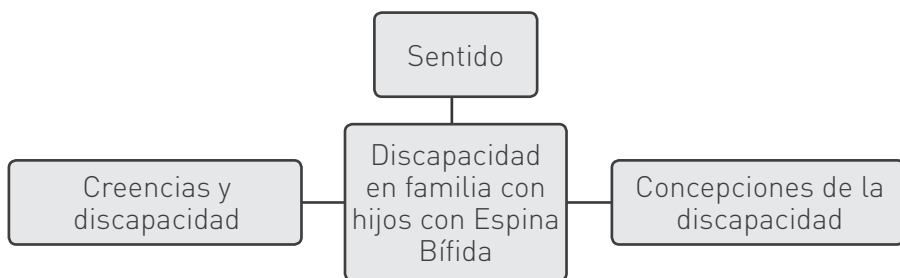 Sentido
Discapacidad
en familia con
hijos con Espina
Bífida
Creencias y
discapacidad
Concepciones de la
discapacidad